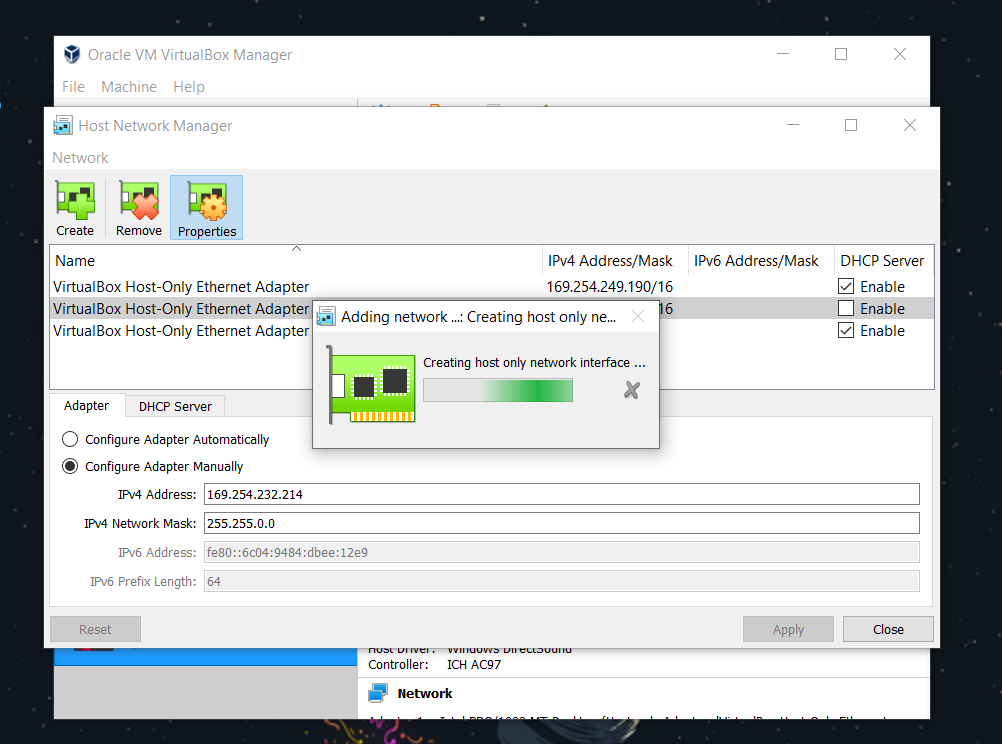 Oracle VM VirtualBox Manager
File Machine Help
Host Network Manager
Network
Create Remove Properties
Name IPv4 Address/Mask IPv6 Address/Mask DHCP Server
VirtualBox Host-Only Ethernet Adapter 169.254.249.190/16 Enable
VirtualBox Host-Only Ethernet Adapter 16 Enable
VirtualBox Host-Only Ethernet Adapter Enable
Adding network ...: Creating host only ne...
Creating host only network interface ...
Adapter DHCP Server
Configure Adapter Automatically
Configure Adapter Manually
IPv4 Address: 169.254.232.214
IPv4 Network Mask: 255.255.0.0
IPv6 Address: fe80::6c04:9484:dbee:12e9
IPv6 Prefix Length: 64
Reset Apply Close
Host Driver: Windows DirectSound
Controller: ICH AC97
Network